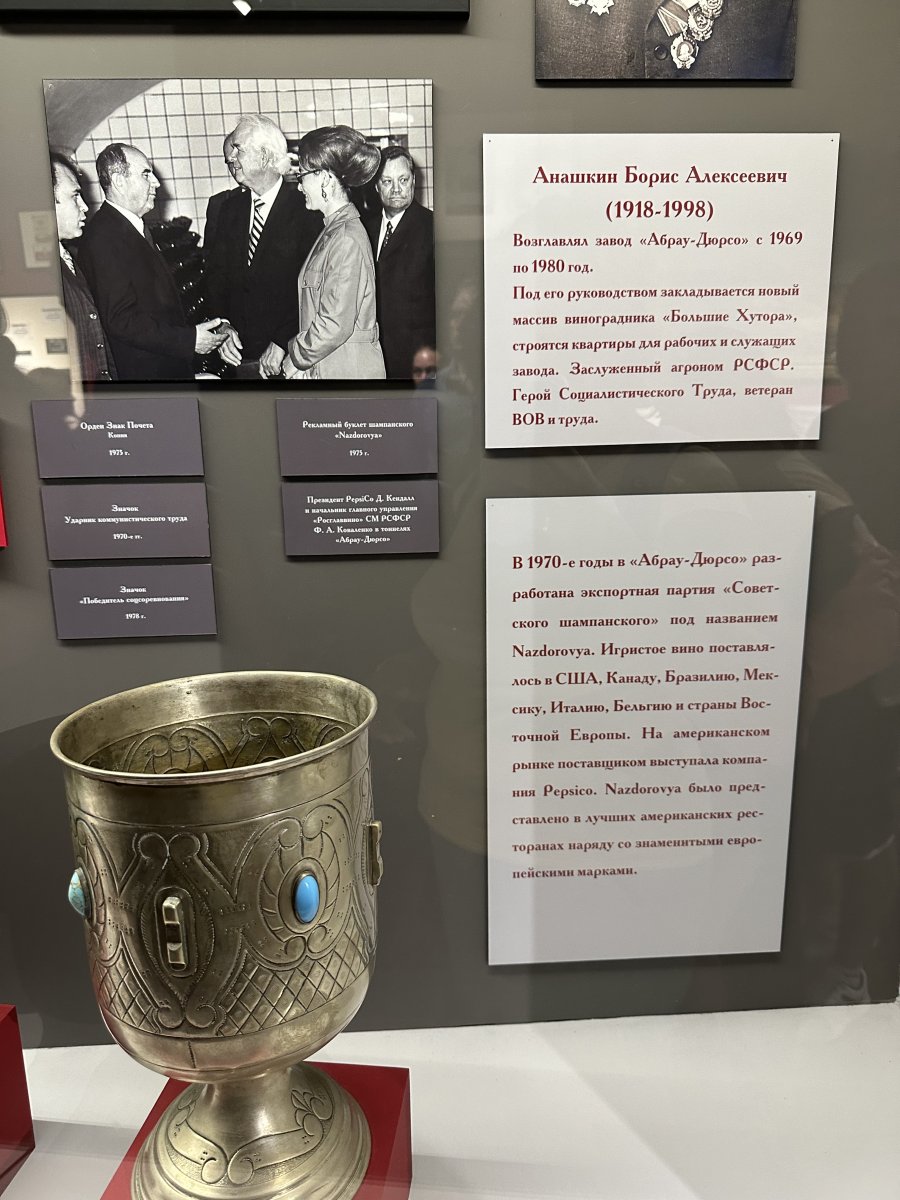 Анашкин Борис Алексеевич
(1918-1998)
Возглавлял завод «Абрау-Дюрсо» с 1969
по 1980 год.
Под его руководством закладывается новый
массив виноградника «Большие Хутора»,
строятся квартиры для рабочих и служащих
завода. Заслуженный агроном РСФСР.
Герой Социалистического Труда, ветеран
ВОВ и труда.
Орден Знак Почета
Копия
1975 г.
Рекламный буклет шампанского
«Nazdorovya»
1975 г.
Значок
Ударник коммунистического труда
1970-е гг.
Президент PepsiCo Д. Кендалл
и начальник главного управления
«Росглаввино» СМ РСФСР
Ф. А. Коваленко в тоннелях
«Абрау-Дюрсо»
Значок
«Победитель соцсоревнования»
1978 г.
В 1970-е годы в «Абрау-Дюрсо» раз-
работана экспортная партия «Совет-
ского шампанского» под названием
Nazdorovya. Игристое вино поставля-
лось в США, Канаду, Бразилию, Мек-
сику, Италию, Бельгию и страны Вос-
точной Европы. На американском
рынке поставщиком выступала компа-
ния Pepsico. Nazdorovya было пред-
ставлено в лучших американских рес-
торанах наряду со знаменитыми евро-
пейскими марками.